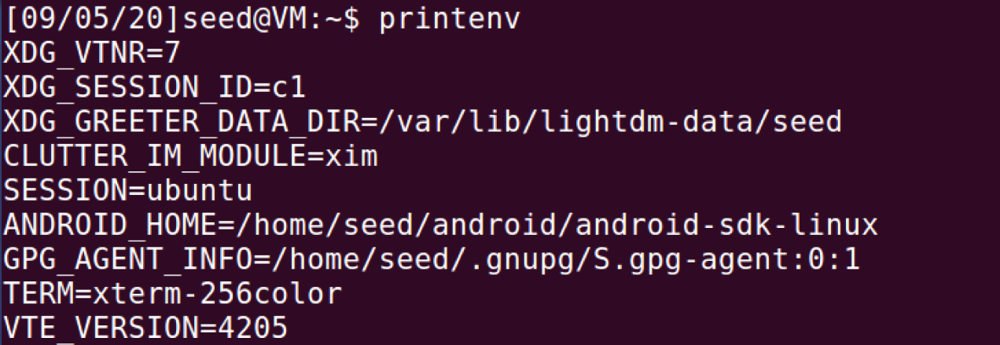 [09/05/20]seed@VM:~$ printenv
XDG_VTNR=7
XDG_SESSION_ID=c1
XDG_GREETER_DATA_DIR=/var/lib/lightdm-data/seed
CLUTTER_IM_MODULE=xim
SESSION=ubuntu
ANDROID_HOME=/home/seed/android/android-sdk-linux
GPG_AGENT_INFO=/home/seed/.gnupg/S.gpg-agent:0:1
TERM=xterm-256color
VTE_VERSION=4205